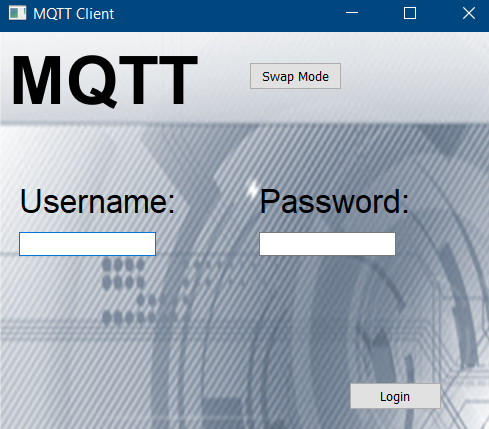 MQTT Client
MQTT
Swap Mode
Username:
Password:
Login